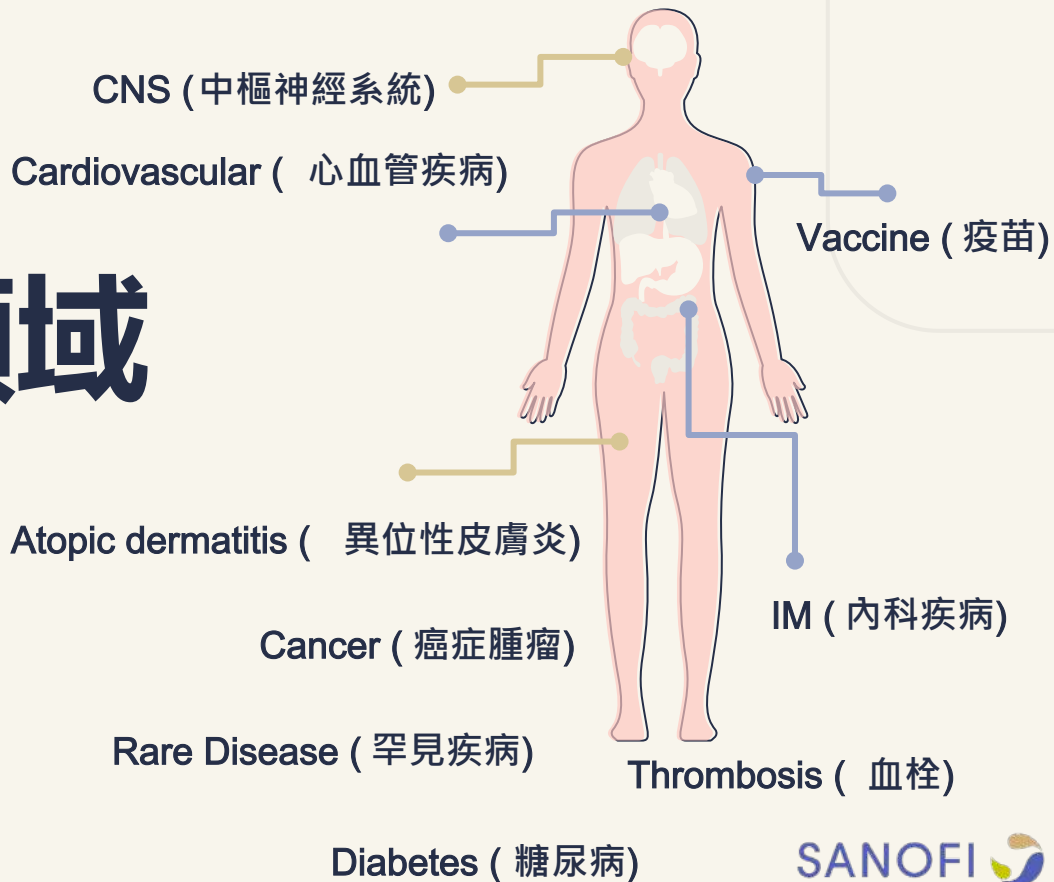 CNS (中樞神經系統)
Cardiovascular ( 心血管疾病)
Vaccine ( 疫苗)
域
Atopic dermatitis ( 異位性皮膚炎)
IM ( 內科疾病)
Cancer ( 癌症腫瘤)
Rare Disease ( 罕見疾病)
Thrombosis ( 血栓)
Diabetes ( 糖尿病)
SANOFI